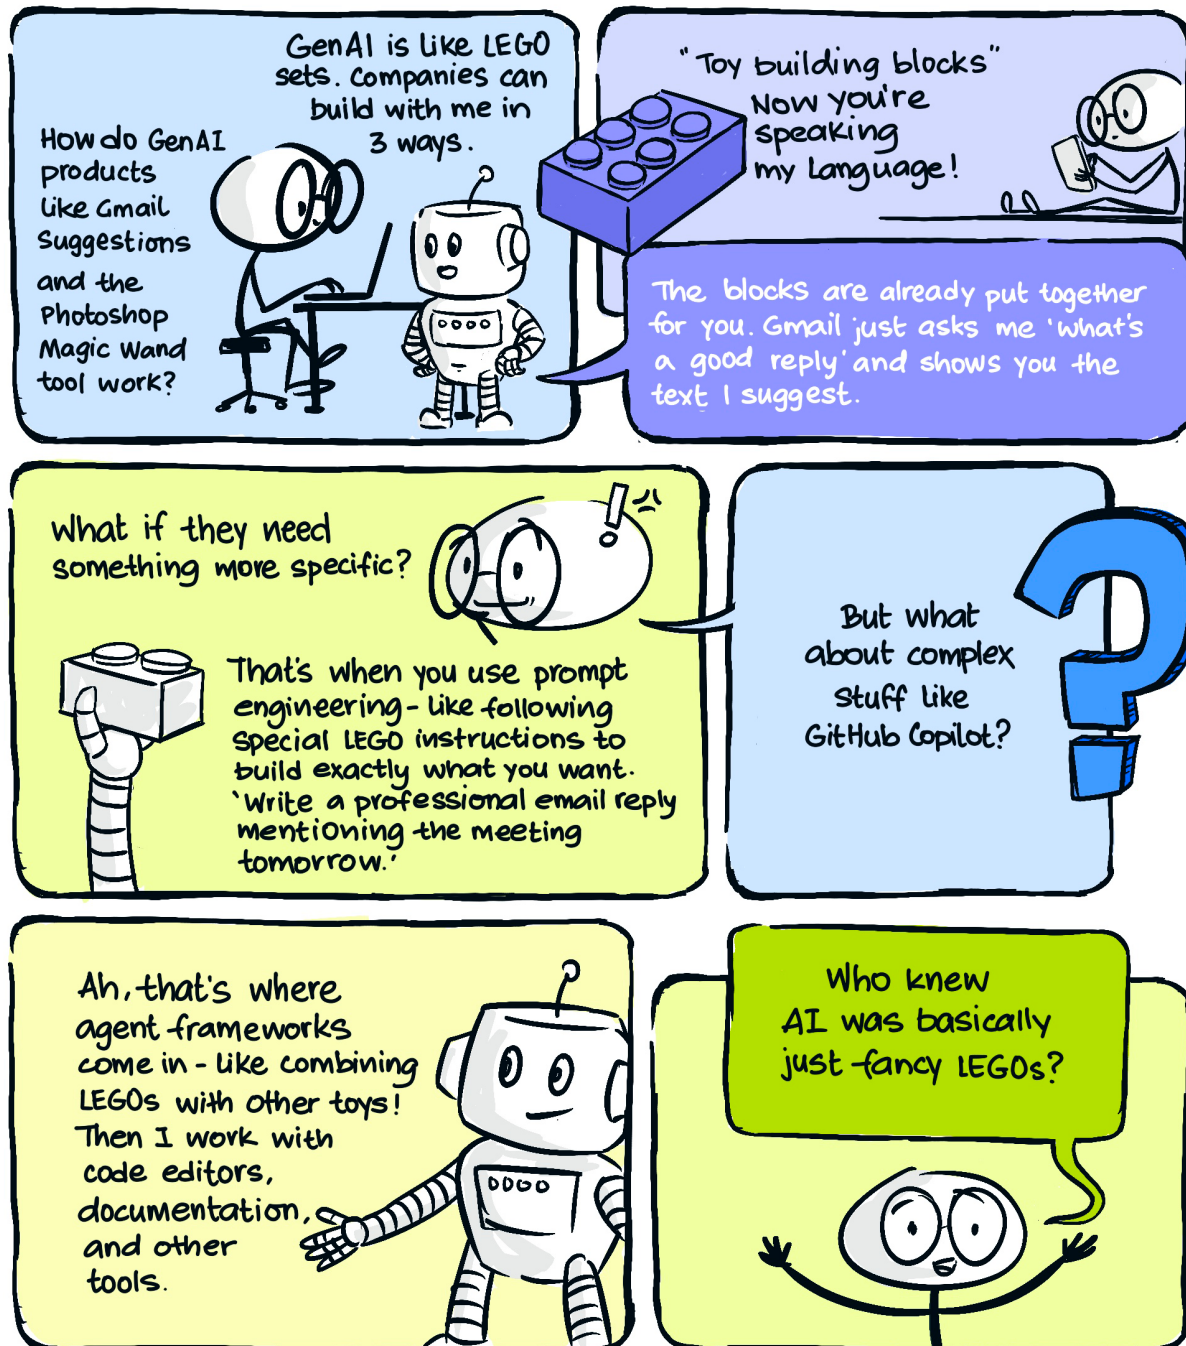 How do GenAI
products
like Gmail
Suggestions
and the
Photoshop
Magic Wand
tool work?
GenAI is like LEGO
sets. Companies can
build with me in
3 ways.
"Toy building blocks"
Now you're
speaking
my language!
The blocks are already put together
for you. Gmail just asks me 'what's
a good reply' and shows you the
text I suggest.
What if they need
something more specific?
!
That's when you use prompt
engineering - like following
special LEGO instructions to
build exactly what you want.
'Write a professional email reply
mentioning the meeting
tomorrow.'
But what
about complex
stuff like
GitHub Copilot?
?
Ah, that's where
agent frameworks
come in - like combining
LEGOs with other toys!
Then I work with
code editors,
documentation,
and other
tools.
Who knew
AI was basically
just fancy LEGOs?